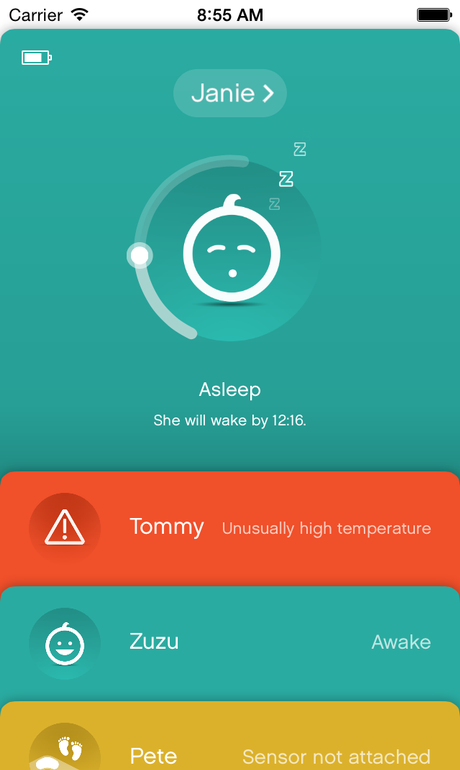 Carrier 8:55 AM
Janie
z
z
z
Asleep
She will wake by 12:16.
Tommy Unusually high temperature
Zuzu Awake
Pete Sensor not attached